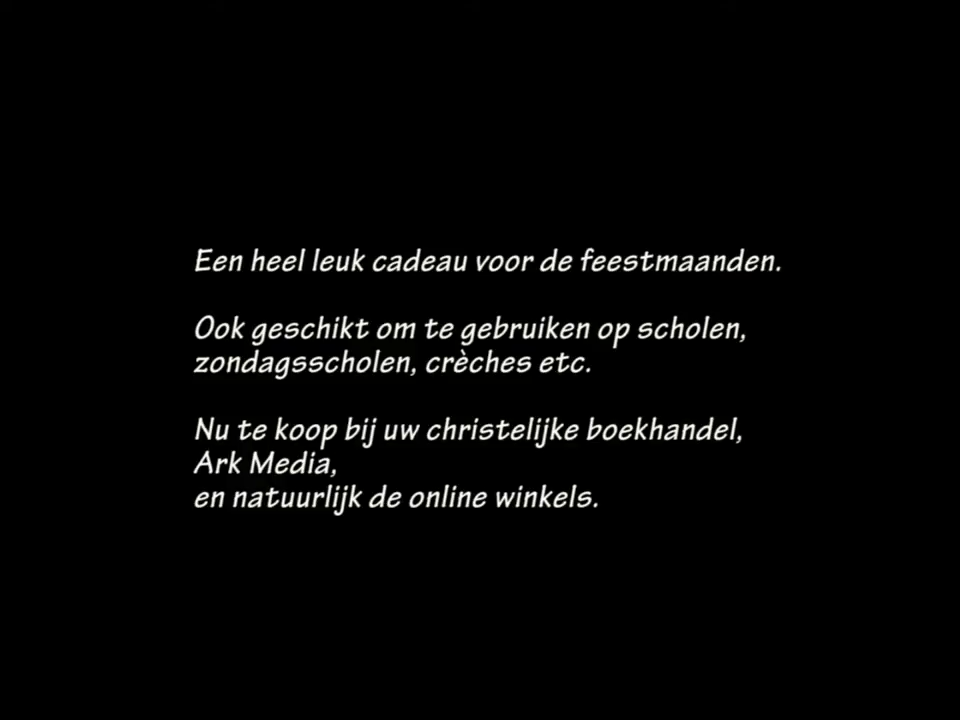 Een heel leuk cadeau voor de feestmaanden.
Ook geschikt om te gebruiken op scholen,
zondagsscholen, crèches etc.
Nu te koop bij uw christelijke boekhandel,
Ark Media,
en natuurlijk de online winkels.